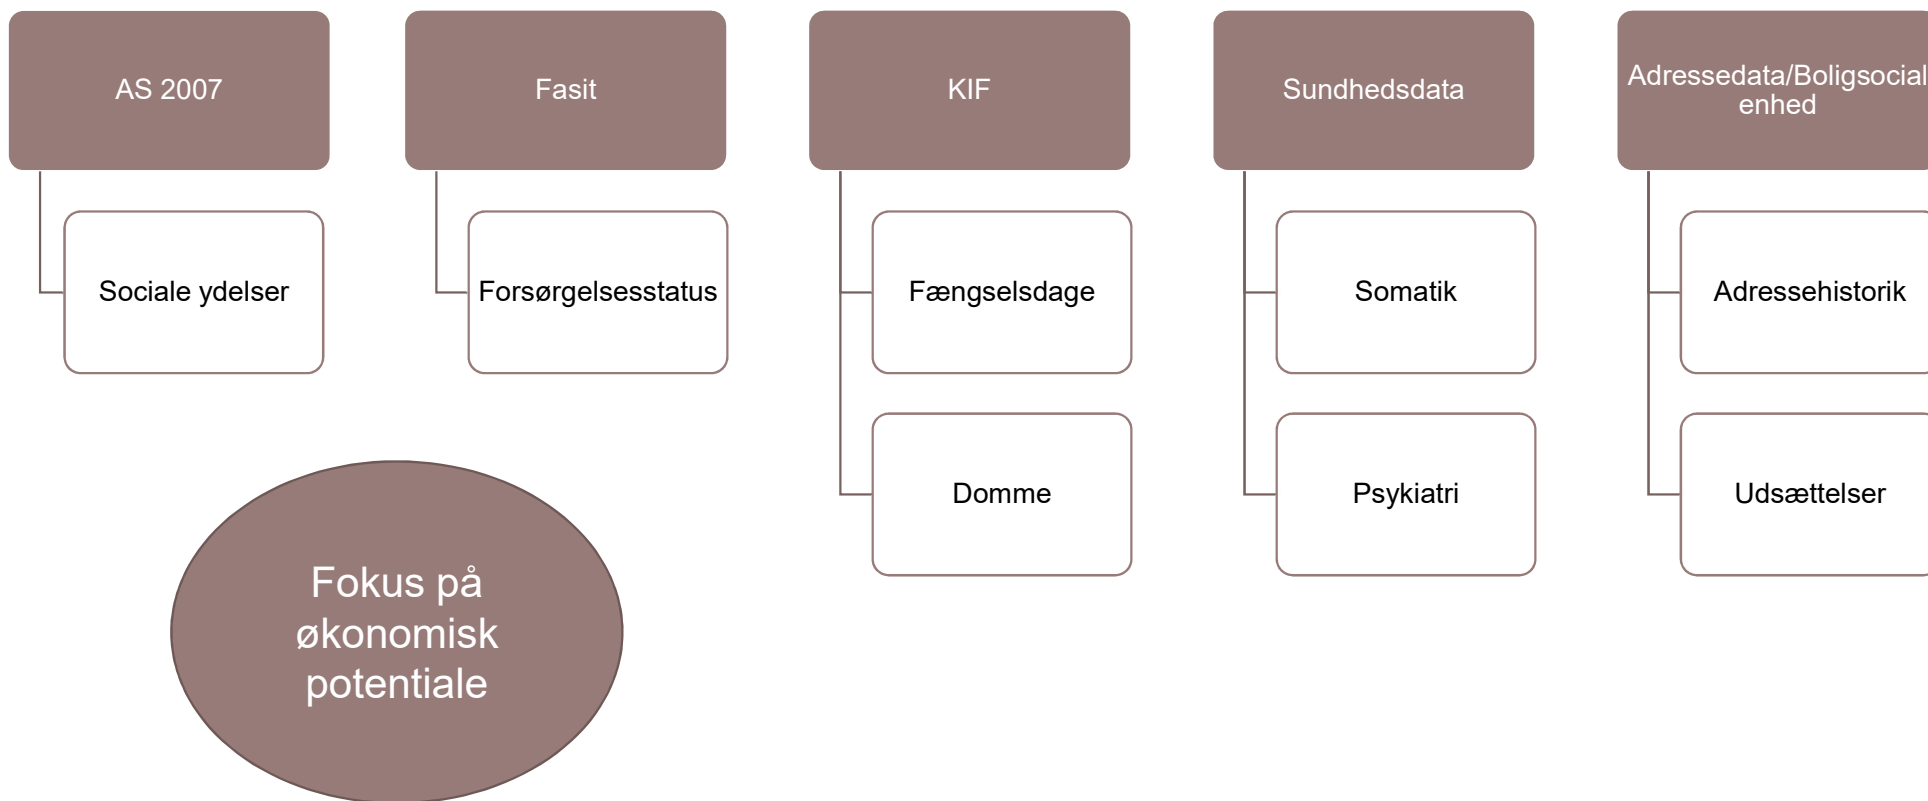 AS 2007
Fasit
KIF
Sundhedsdata
Adressedata/Boligsocial
enhed
Sociale ydelser
Forsørgelsesstatus
Fængselsdage
Somatik
Adressehistorik
Domme
Psykiatri
Udsættelser
Fokus på
økonomisk
potentiale